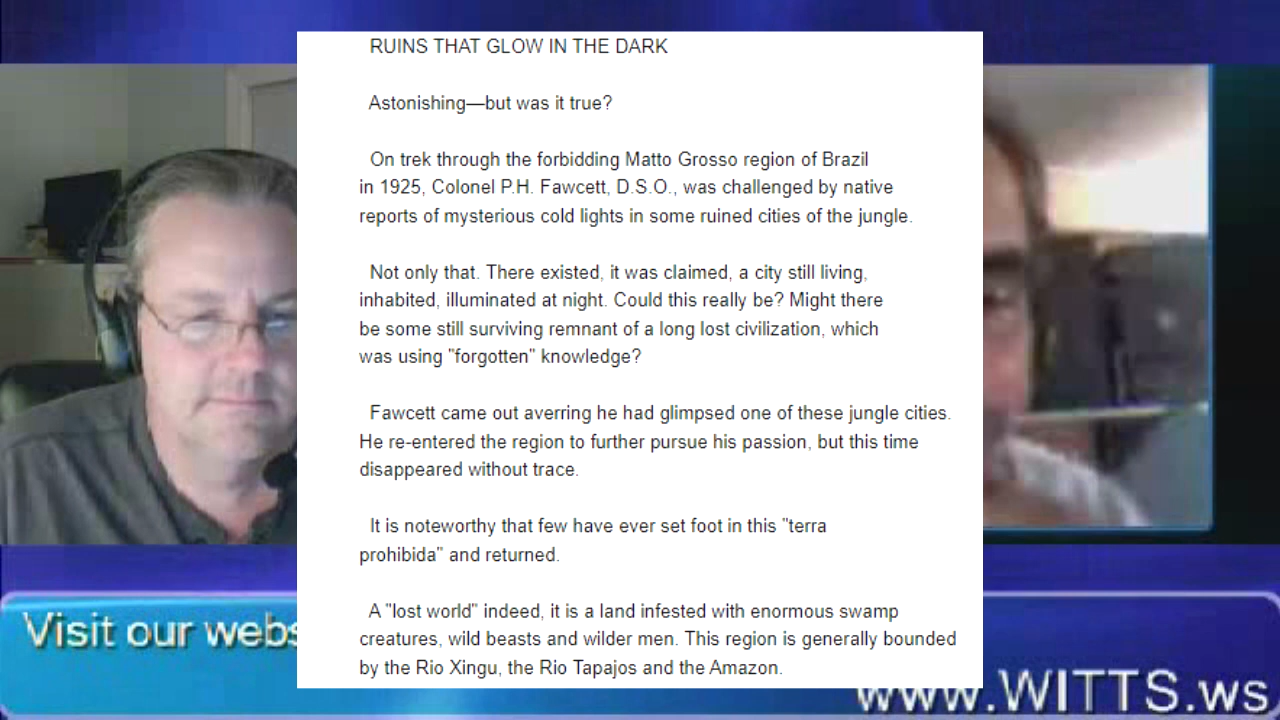 RUINS THAT GLOW IN THE DARK
Astonishing—but was it true?
On trek through the forbidding Matto Grosso region of Brazil
in 1925, Colonel P.H. Fawcett, D.S.O., was challenged by native
reports of mysterious cold lights in some ruined cities of the jungle.
Not only that. There existed, it was claimed, a city still living,
inhabited, illuminated at night. Could this really be? Might there
be some still surviving remnant of a long lost civilization, which
was using "forgotten" knowledge?
Fawcett came out averring he had glimpsed one of these jungle cities.
He re-entered the region to further pursue his passion, but this time
disappeared without trace.
It is noteworthy that few have ever set foot in this "terra
prohibida" and returned.
A "lost world" indeed, it is a land infested with enormous swamp
creatures, wild beasts and wilder men. This region is generally bounded
by the Rio Xingu, the Rio Tapajos and the Amazon.
Visit our webs
www.WITTS.ws